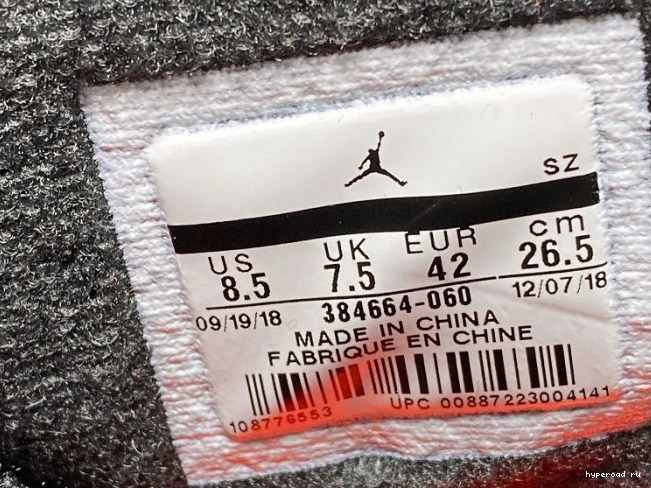 SZ
US UK EUR cm
8.5 7.5 42 26.5
384664-060
09/19/18 12/07/18
MADE IN CHINA
FABRIQUE EN CHINE
108776553 UPC 00887223004141
hyperoad.ru